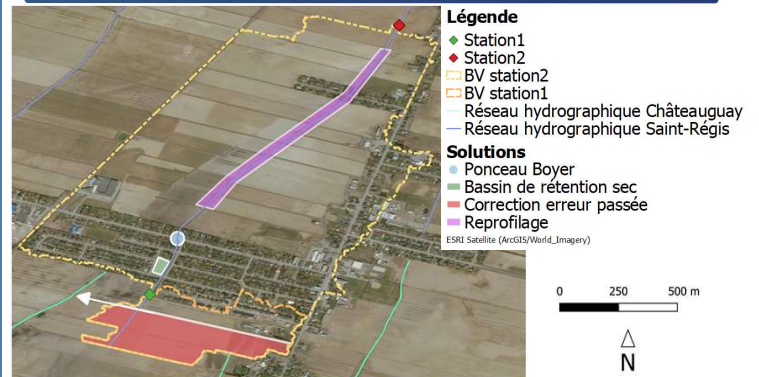 Légende
Station1
Station2
BV station2
BV station1
Réseau hydrographique Châteauguay
Réseau hydrographique Saint-Régis
Solutions
Ponceau Boyer
Bassin de rétention sec
Correction erreur passée
Reprofilage
ESRI Satellite (ArcGIS/World_Imagery)
0 250 500 m
N